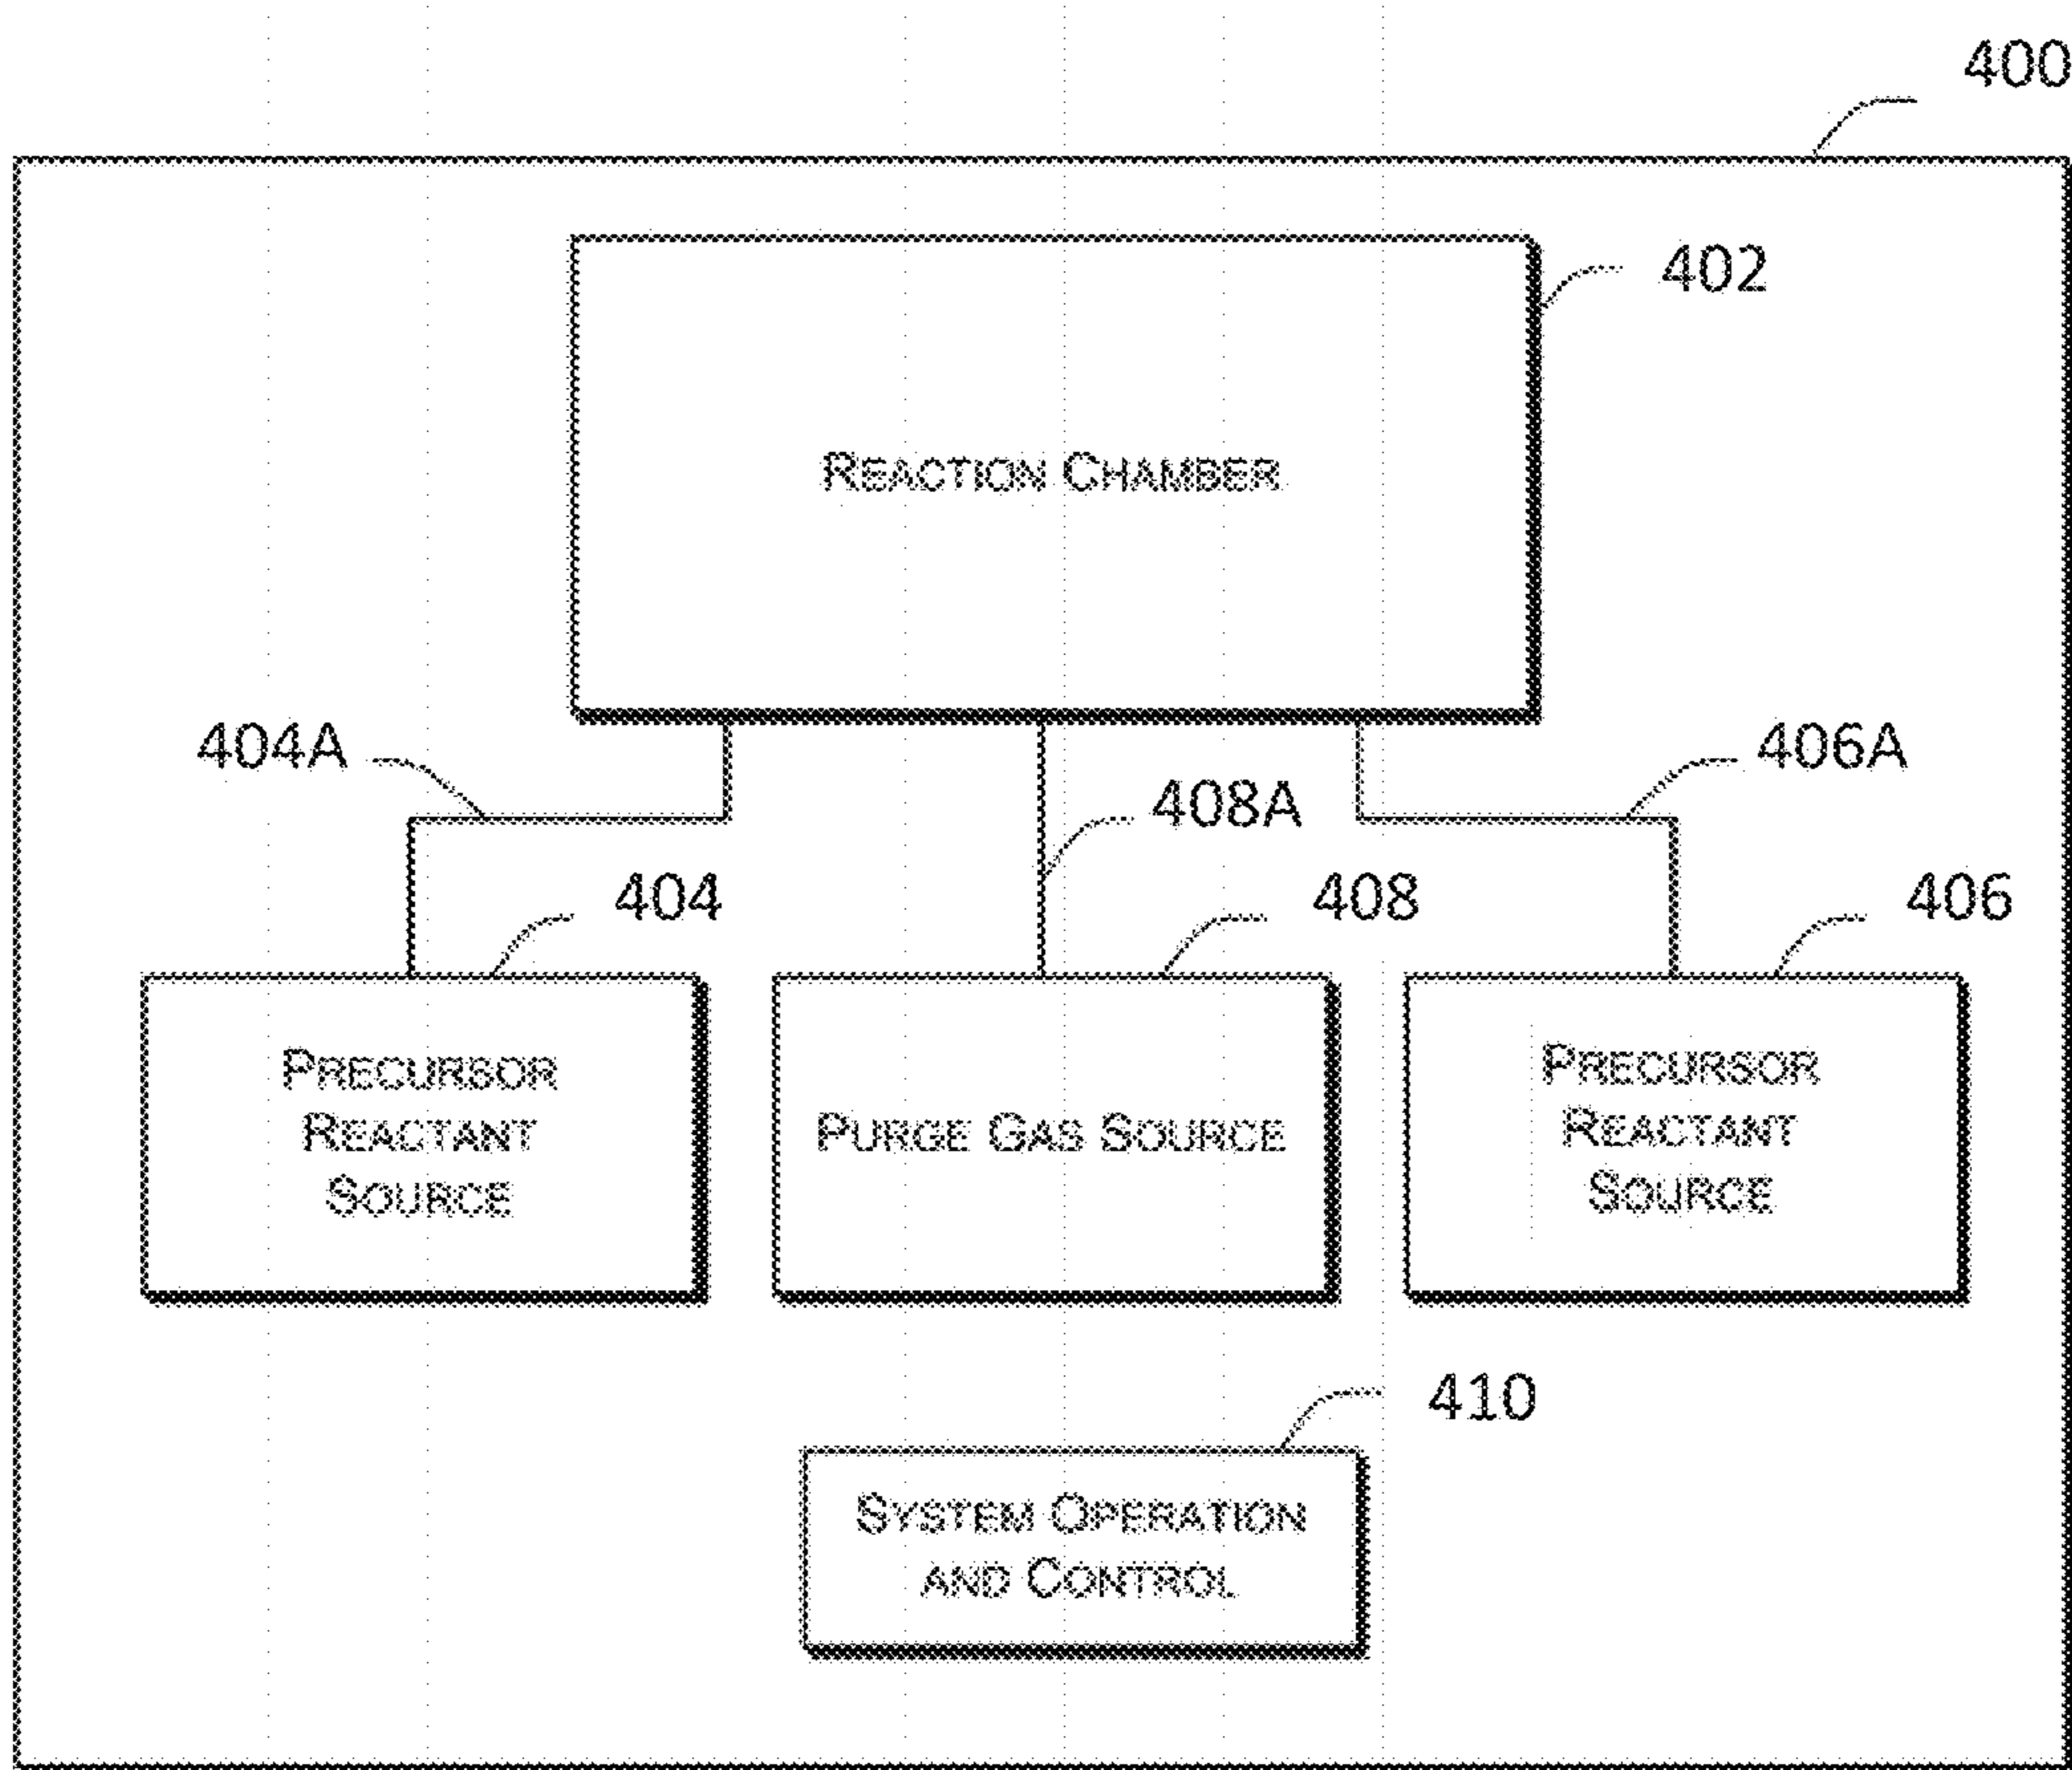 400
402
REACTION CHAMBER
404A
406A
408A
404
408
406
PRECURSOR
REACTANT
SOURCE
PURGE GAS SOURCE
PRECURSOR
REACTANT
SOURCE
410
SYSTEM OPERATION
AND CONTROL